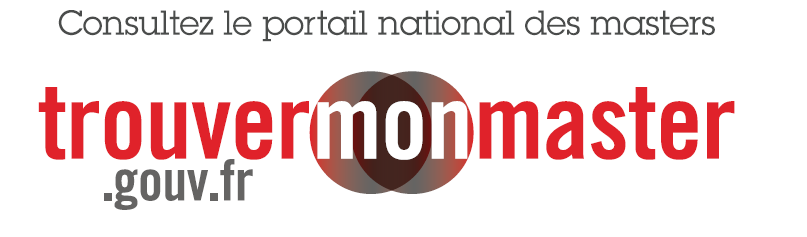 Consultez le portail national des masters
trouvermonmaster
.gouv.fr